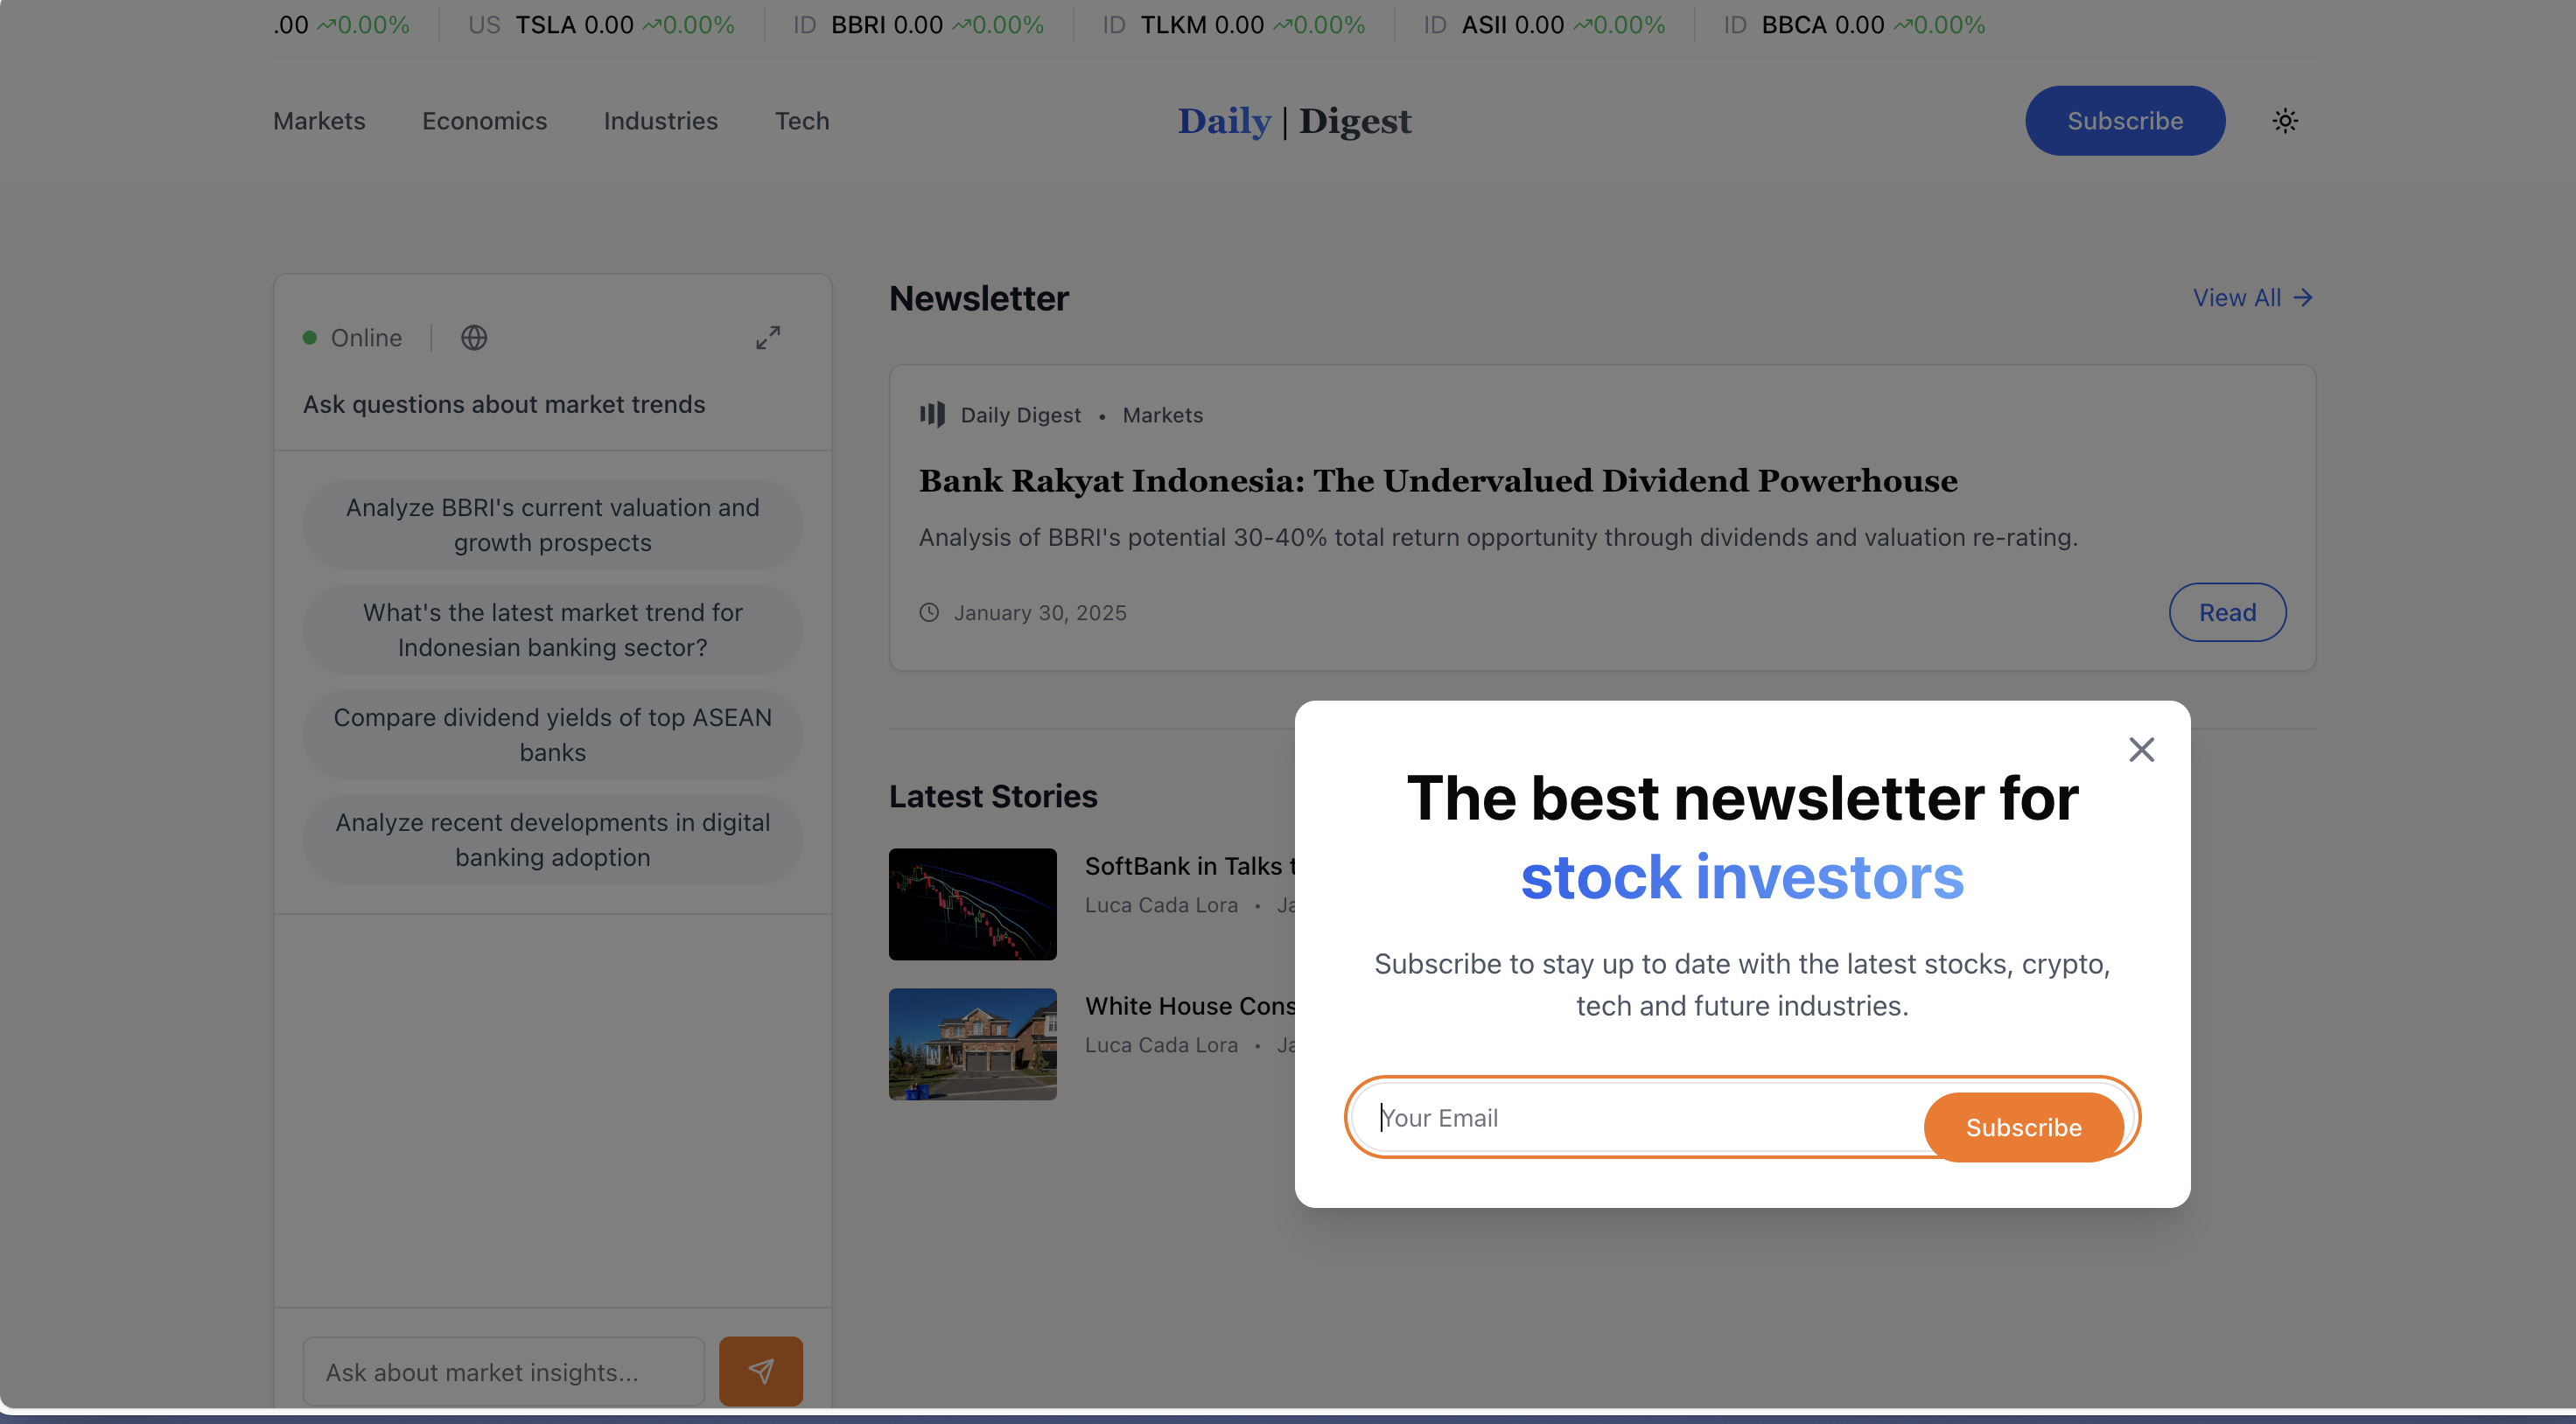 .00 0.00%
US TSLA 0.00 0.00%
ID BBRI 0.00 0.00%
ID TLKM 0.00 0.00%
ID ASII 0.00 0.00%
ID BBCA 0.00 0.00%
Markets
Economics
Industries
Tech
Daily | Digest
Subscribe
Online
Ask questions about market trends
Analyze BBRI's current valuation and
growth prospects
What's the latest market trend for
Indonesian banking sector?
Compare dividend yields of top ASEAN
banks
Analyze recent developments in digital
banking adoption
Ask about market insights...
Newsletter
View All
Daily Digest • Markets
Bank Rakyat Indonesia: The Undervalued Dividend Powerhouse
Analysis of BBRI's potential 30-40% total return opportunity through dividends and valuation re-rating.
January 30, 2025
Read
Latest Stories
SoftBank in Talks t
Luca Cada Lora • Ja
White House Cons
Luca Cada Lora • Ja
The best newsletter for
stock investors
Subscribe to stay up to date with the latest stocks, crypto,
tech and future industries.
Your Email
Subscribe